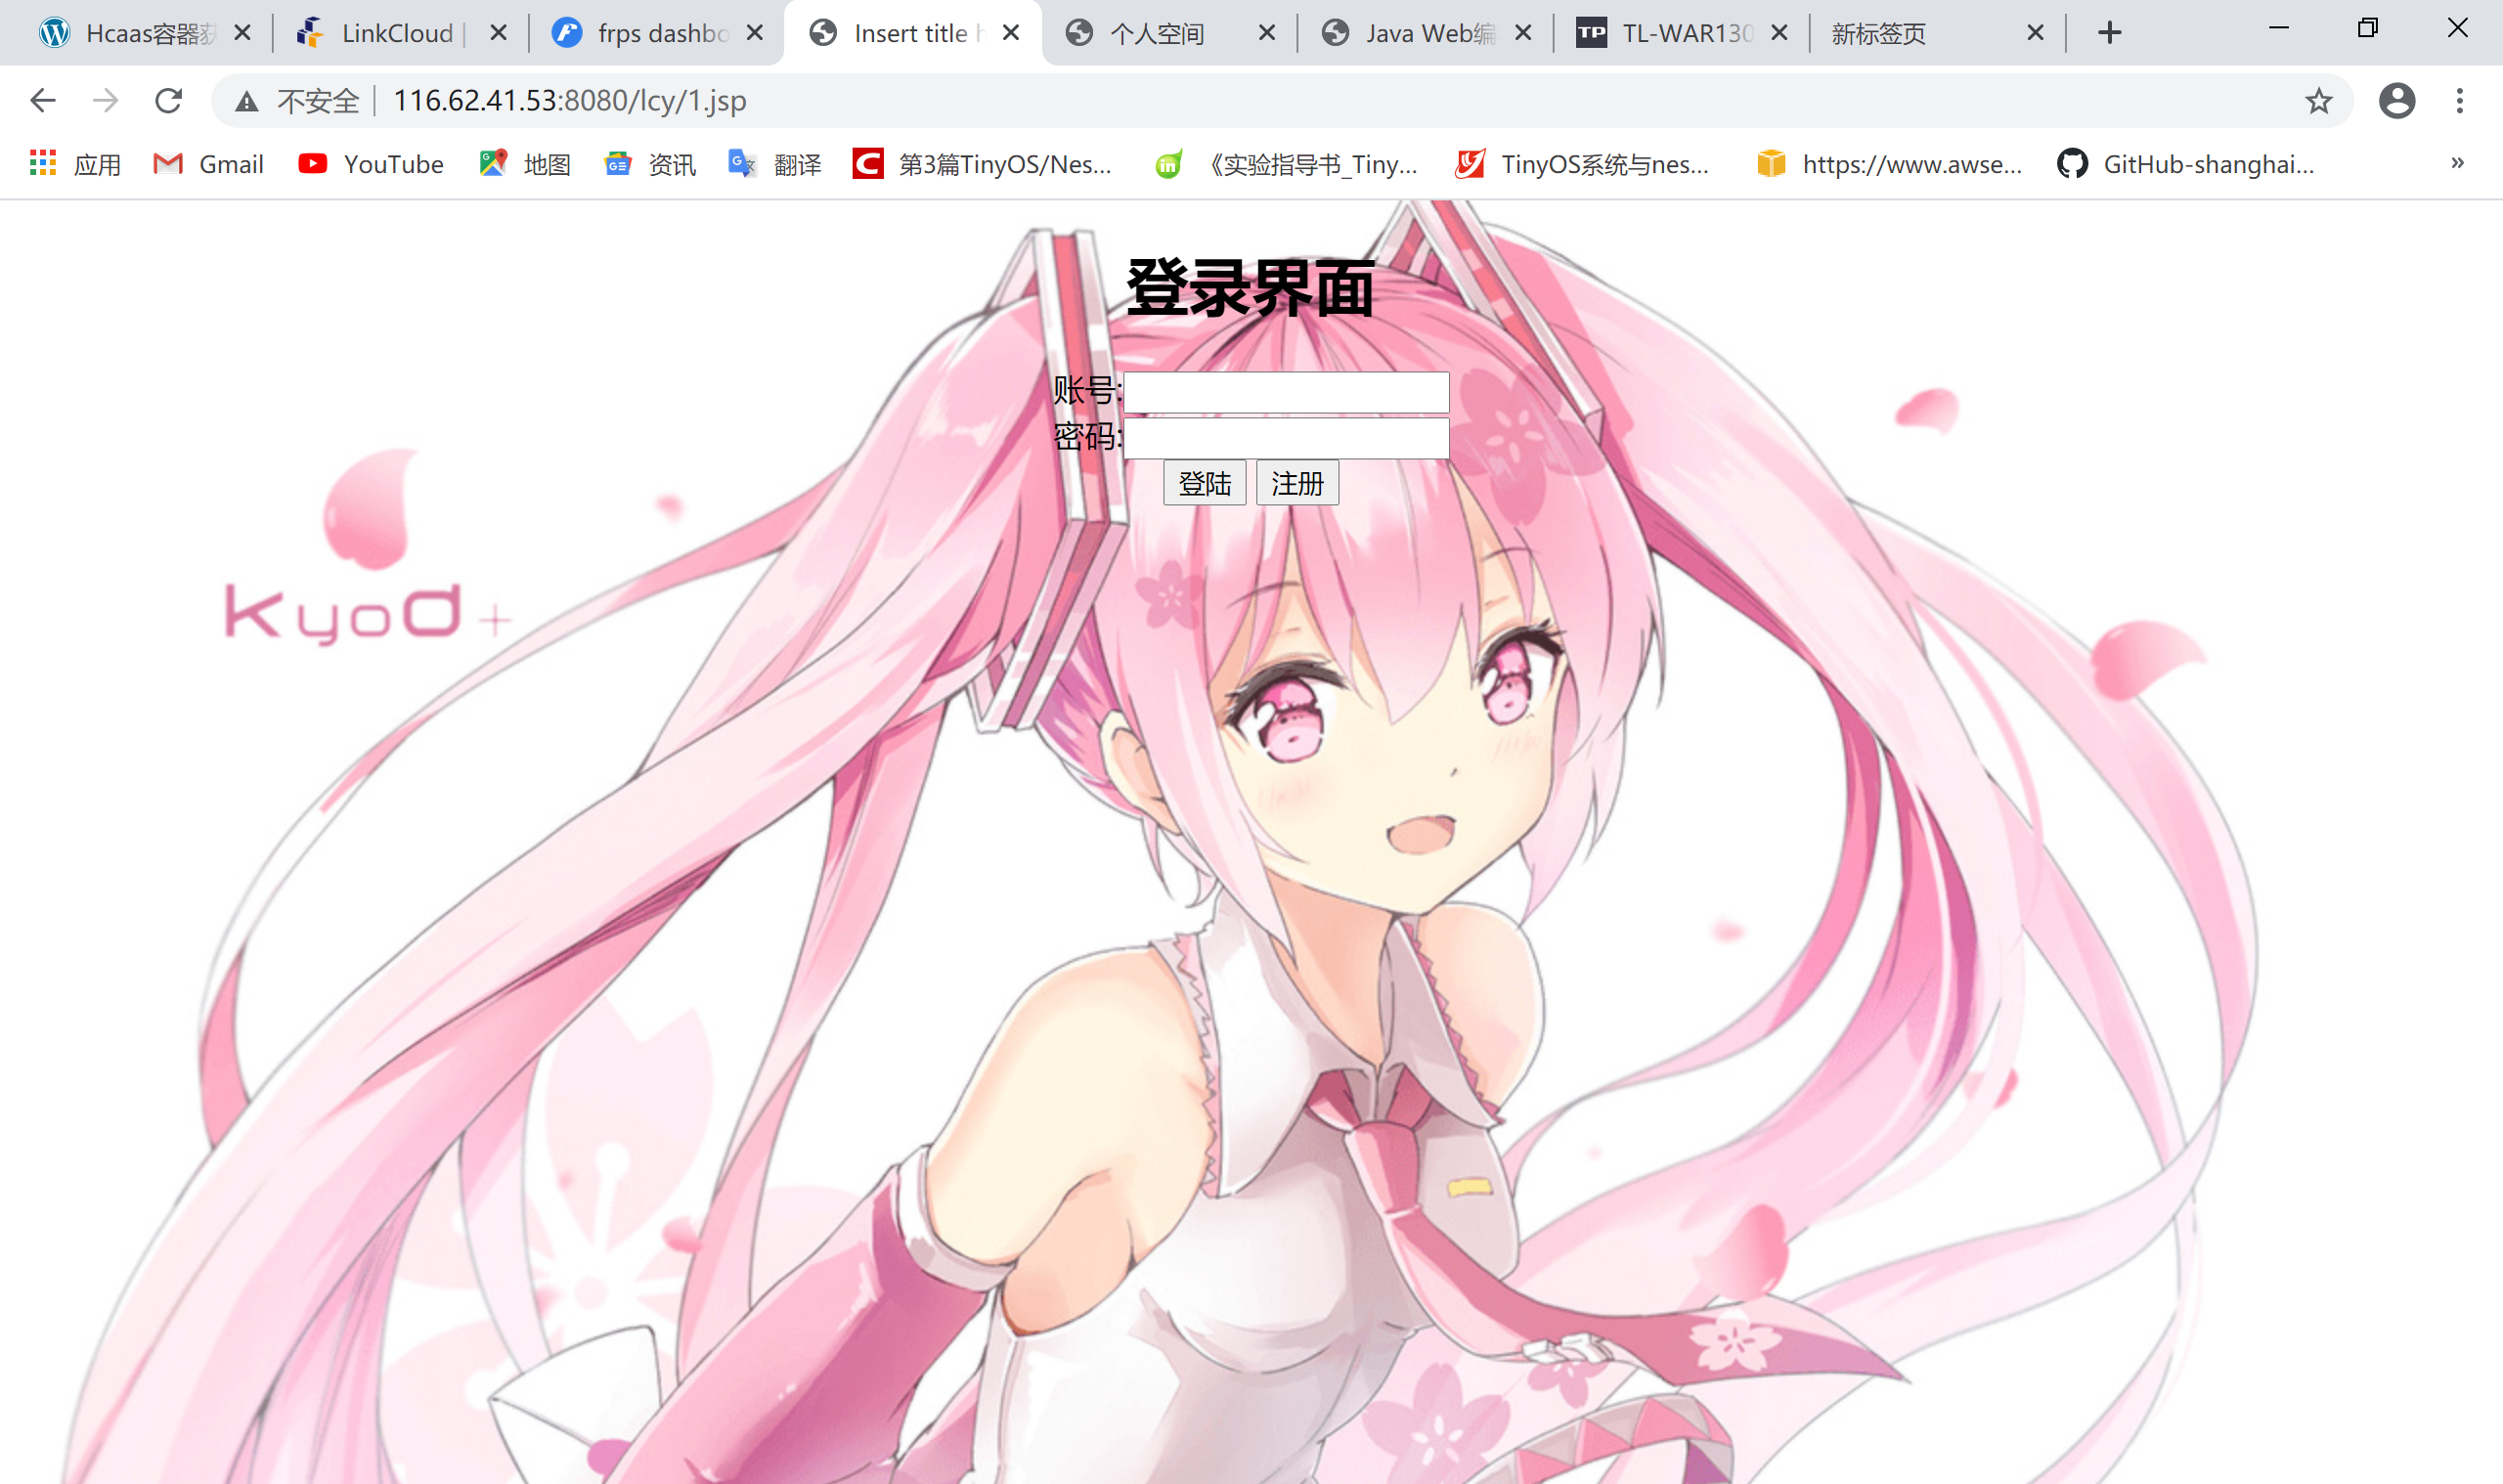 Hcaas容器获
LinkCloud |
frps dashbo
Insert title h
个人空间
Java Web编
TL-WAR130
新标签页
不安全
116.62.41.53:8080/lcy/1.jsp
应用
Gmail
YouTube
地图
资讯
翻译
第3篇TinyOS/Nes...
《实验指导书_Tiny...
TinyOS系统与nes...
https://www.awse...
GitHub-shanghai...
登录界面
账号:
密码:
登陆 注册
kyod+